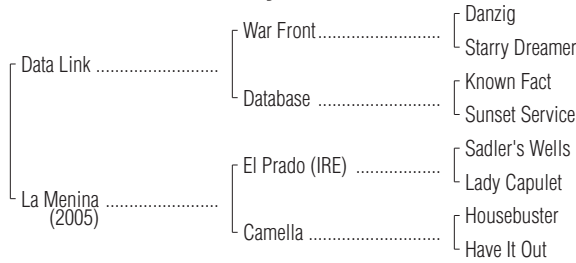 Danzig
War Front....................
Starry Dreamer
Data Link ......................
Known Fact
Database ....................
Sunset Service
Sadler's Wells
El Prado (IRE) ..............
Lady Capulet
La Menina ....................
(2005)
Housebuster
Camella ......................
Have It Out